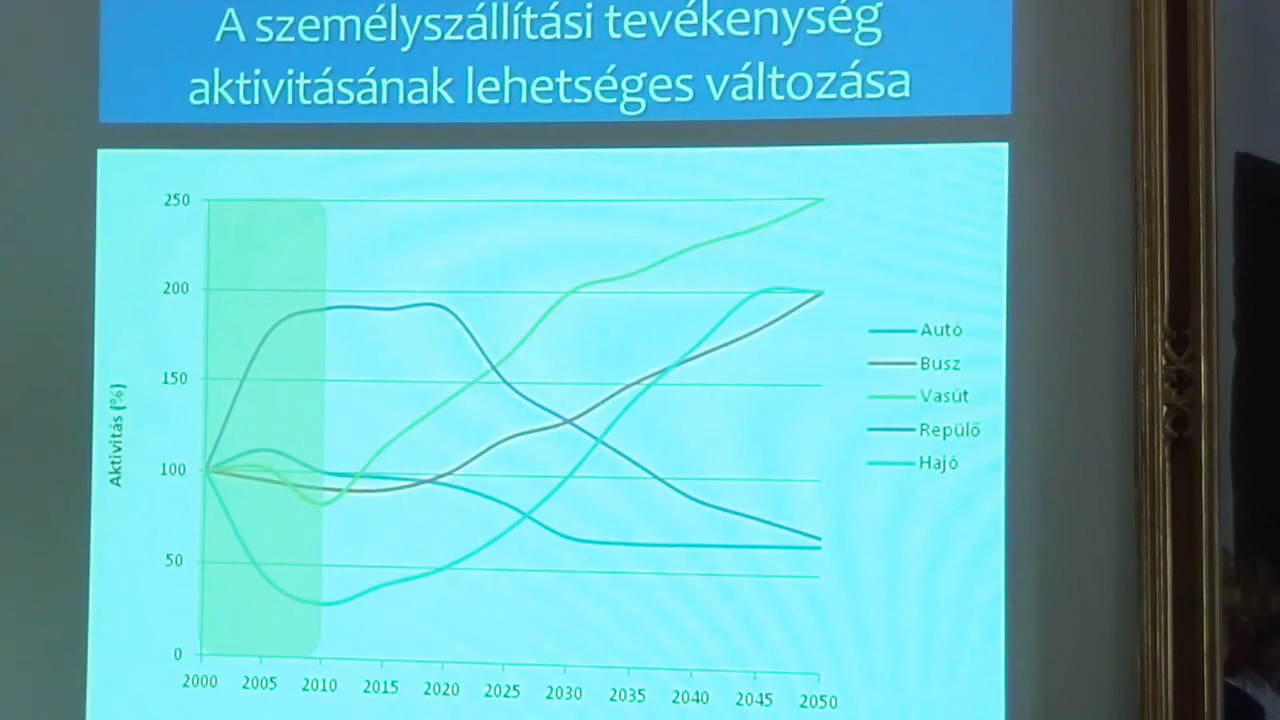 A személyszállítási tevékenység
aktivitásának lehetséges változása
250
200
150
100
50
0
Aktivitás (%)
2000 2005 2010 2015 2020 2025 2030 2035 2040 2045 2050
Autó
Busz
Vasút
Repülő
Hajó